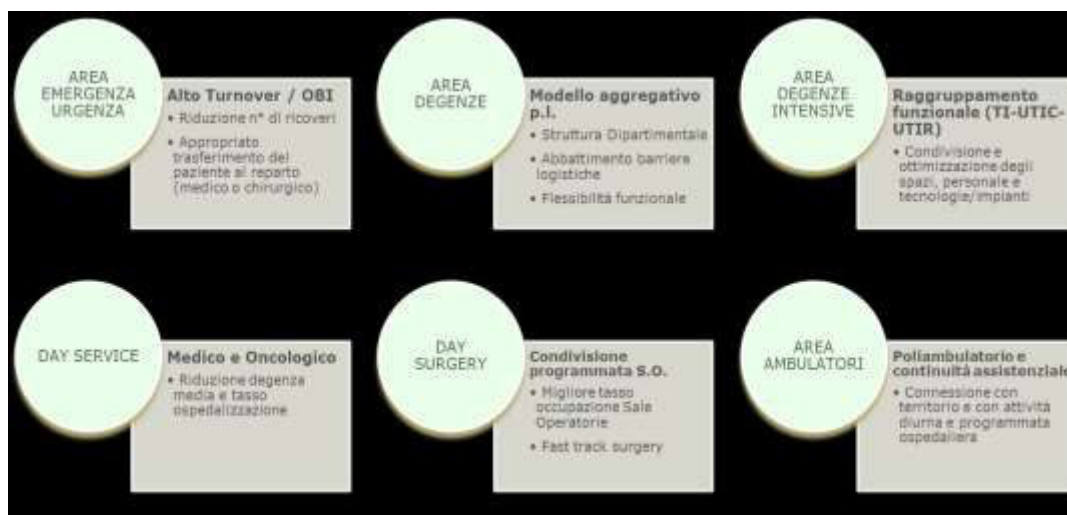 AREA
EMERGENZA
URGENZA
Alto Turnover / OBI
• Riduzione n° di ricoveri
• Appropriato
trasferimento del
paziente al reparto
(medico o chirurgico)
AREA
DEGENZE
Modello aggregativo
p.l.
• Struttura Dipartimentale
• Abbattimento barriere
logistiche
• Flessibilità funzionale
AREA
DEGENZE
INTENSIVE
Raggruppamento
funzionale (TI-UTIC-
UTIR)
• Condivisione e
ottimizzazione degli
spazi, personale e
tecnologie/impianti
DAY SERVICE
Medico e Oncologico
• Riduzione degenza
media e tasso
ospedalizzazione
DAY
SURGERY
Condivisione
programmata S.O.
• Migliore tasso
occupazione Sale
Operatorie
• Fast track surgery
AREA
AMBULATORI
Poliambulatorio e
continuità assistenziale
• Connessione con
territorio e con attività
diurna e programmata
ospedaliera